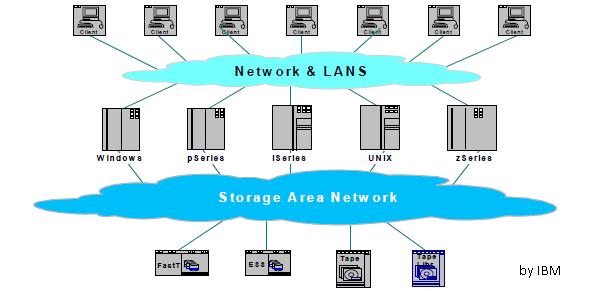 Client Client Client Client Client Client Client
Network & LANS
Windows pSeries iSeries UNIX zSeries
Storage Area Network
FastT ESS Tape Tape
Libr
by IBM